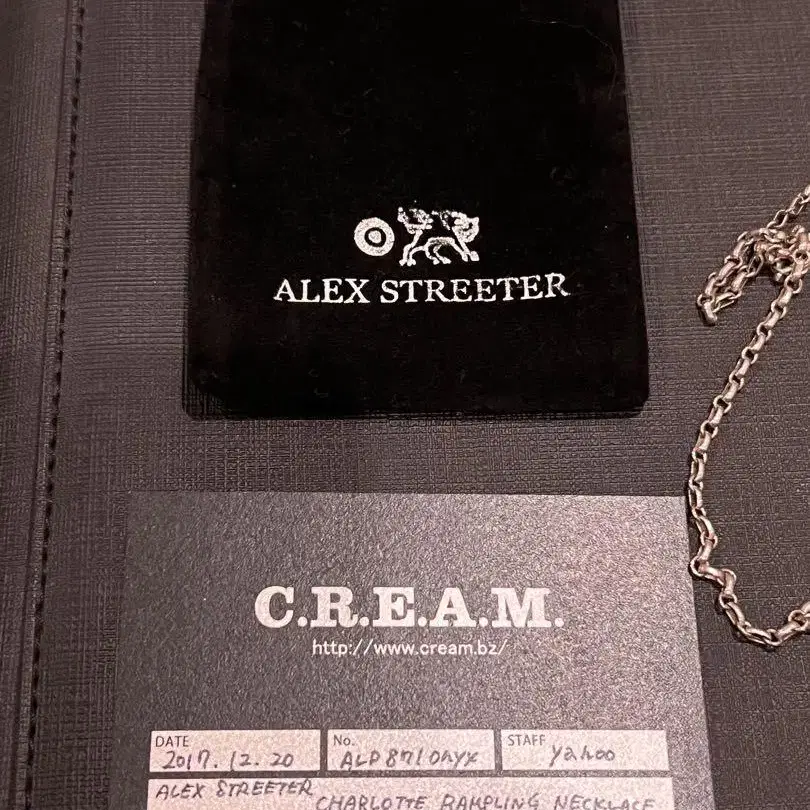 ALEX STREETER
C.R.E.A.M.
http://www.cream.bz/
DATE 2017.12.20 No. ALP871 Onyx STAFF yahoo
ALEX STREETER CHARLOTTE RAMPLING NECKLACE